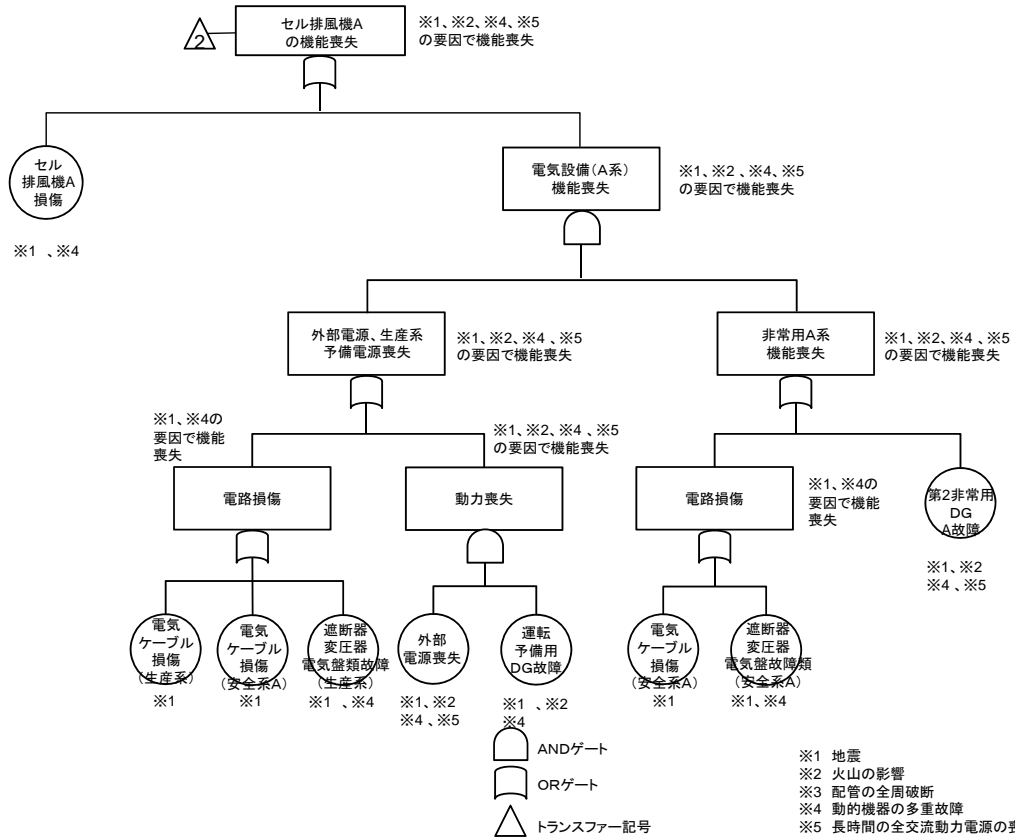 セル排風機A
の機能喪失
※1、※2、※4、※5
の要因で機能喪失
2
セル
排風機A
損傷
※1 、※4
電気設備（A系）
機能喪失
※1、※2 、※4、※5
の要因で機能喪失
外部電源、生産系
予備電源喪失
※1、※2、※4 、※5
の要因で機能喪失
非常用A系
機能喪失
※1、※2、※4 、※5
の要因で機能喪失
※1、※4の
要因で機能
喪失
※1、※2、※4 、※5
の要因で機能喪失
電路損傷
動力喪失
電路損傷
※1、※4の
要因で機能
喪失
第2非常用
DG
A故障
※1、※2
※4 、※5
電気
ケーブル
損傷
（生産系）
※1
電気
ケーブル
損傷
（安全系A）
※1
遮断器
変圧器
電気盤類故障
（生産系）
※1 、※4
外部
電源喪失
※1、※2
※4 、※5
運転
予備用
DG故障
※1 、※2
※4
電気
ケーブル
損傷
（安全系A）
※1
遮断器
変圧器
電気盤故障類
（安全系A）
※1、※4
ANDゲート
ORゲート
トランスファー記号
※1 地震
※2 火山の影響
※3 配管の全周破断
※4 動的機器の多重故障
※5 長時間の全交流動力電源の